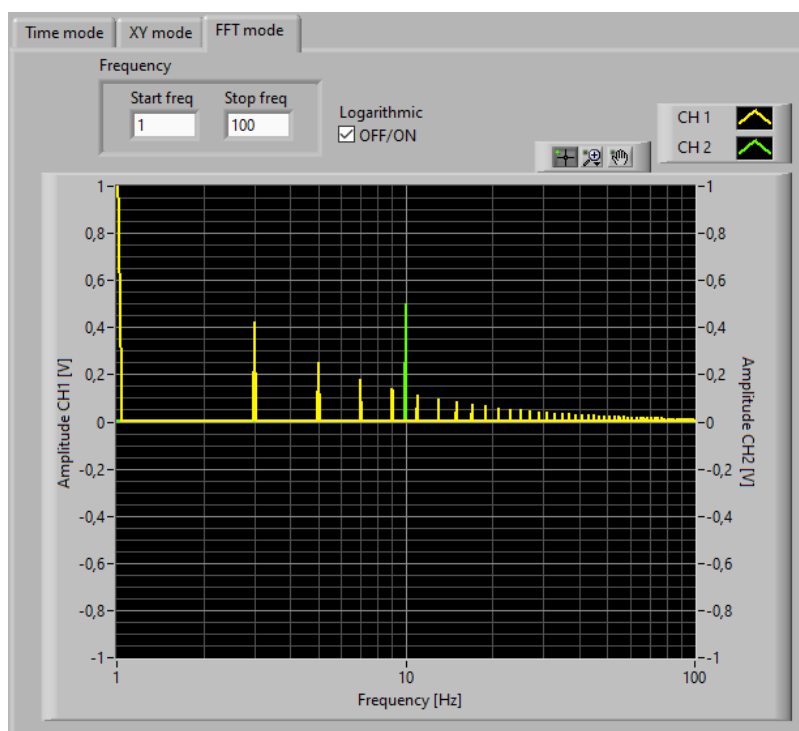 Time mode XY mode FFT mode
Frequency
Start freq Stop freq
1 100
Logarithmic
OFF/ON
CH 1
CH 2
1 1
0,8 0,8
0,6 0,6
0,4 0,4
0,2 0,2
0 0
-0,2 -0,2
-0,4 -0,4
-0,6 -0,6
-0,8 -0,8
-1 -1
Amplitude CH1 [V]
Amplitude CH2 [V]
1 10 100
Frequency [Hz]